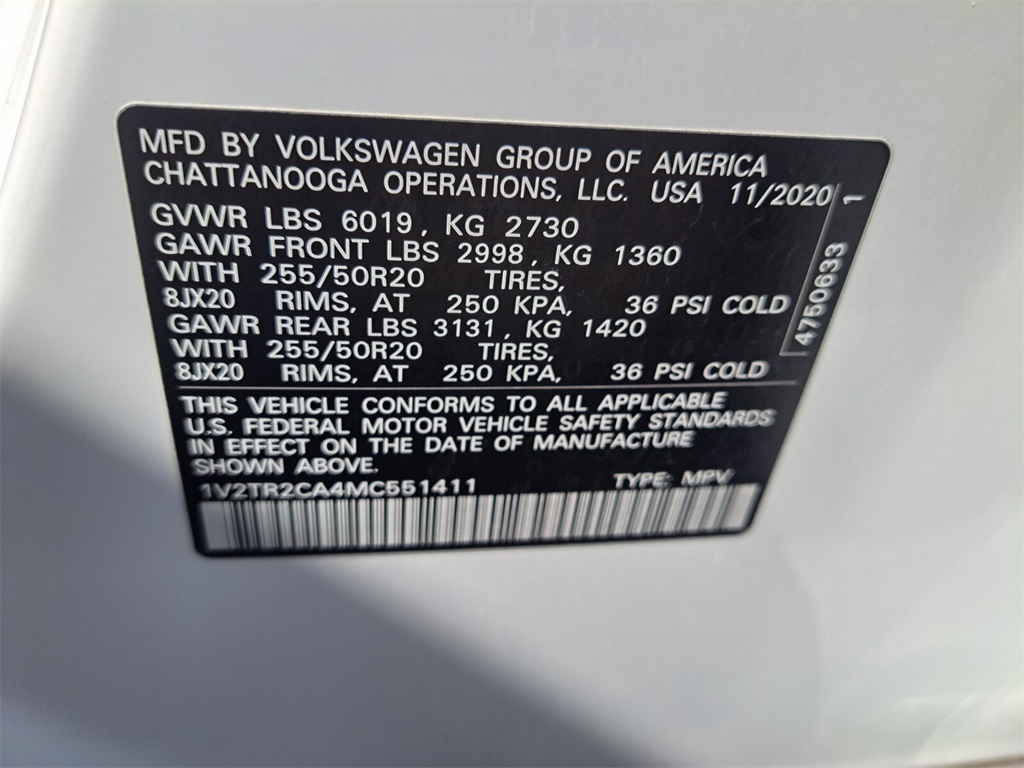 MFD BY VOLKSWAGEN GROUP OF AMERICA
CHATTANOOGA OPERATIONS, LLC. USA 11/2020
GVWR LBS 6019, KG 2730
GAWR FRONT LBS 2998, KG 1360
WITH 255/50R20 TIRES,
8JX20 RIMS, AT 250 KPA, 36 PSI COLD
GAWR REAR LBS 3131, KG 1420
WITH 255/50R20 TIRES,
8JX20 RIMS, AT 250 KPA, 36 PSI COLD
4750633 1
THIS VEHICLE CONFORMS TO ALL APPLICABLE
U.S. FEDERAL MOTOR VEHICLE SAFETY STANDARDS
IN EFFECT ON THE DATE OF MANUFACTURE
SHOWN ABOVE.
1V2TR2CA4MC551411 TYPE: MPV